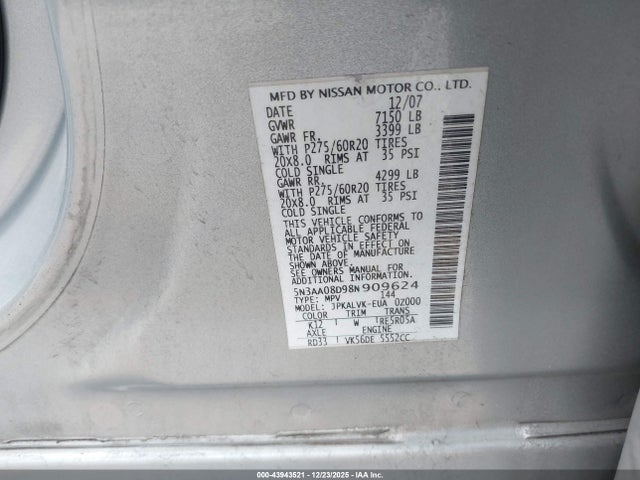 MFD BY NISSAN MOTOR CO., LTD.
DATE 12/07
GVWR 7150 LB
GAWR FR. 3399 LB
WITH P275/60R20 TIRES
20X8.0 RIMS AT 35 PSI
COLD SINGLE
GAWR RR. 4299 LB
WITH P275/60R20 TIRES
20X8.0 RIMS AT 35 PSI
COLD SINGLE
THIS VEHICLE CONFORMS TO
ALL APPLICABLE FEDERAL
MOTOR VEHICLE SAFETY
STANDARDS IN EFFECT ON
THE DATE OF MANUFACTURE
SHOWN ABOVE.
SEE OWNERS MANUAL FOR
ADDITIONAL INFORMATION.
5N3AA08D98N909624
TYPE: MPV 144
MODEL: JPKALVK-EUA 02000
COLOR TRIM TRANS
K12 W RE5R05A
AXLE ENGINE
RD33 VK56DE 5552CC
000-43943521 | 12/23/2025 | IAA Inc.